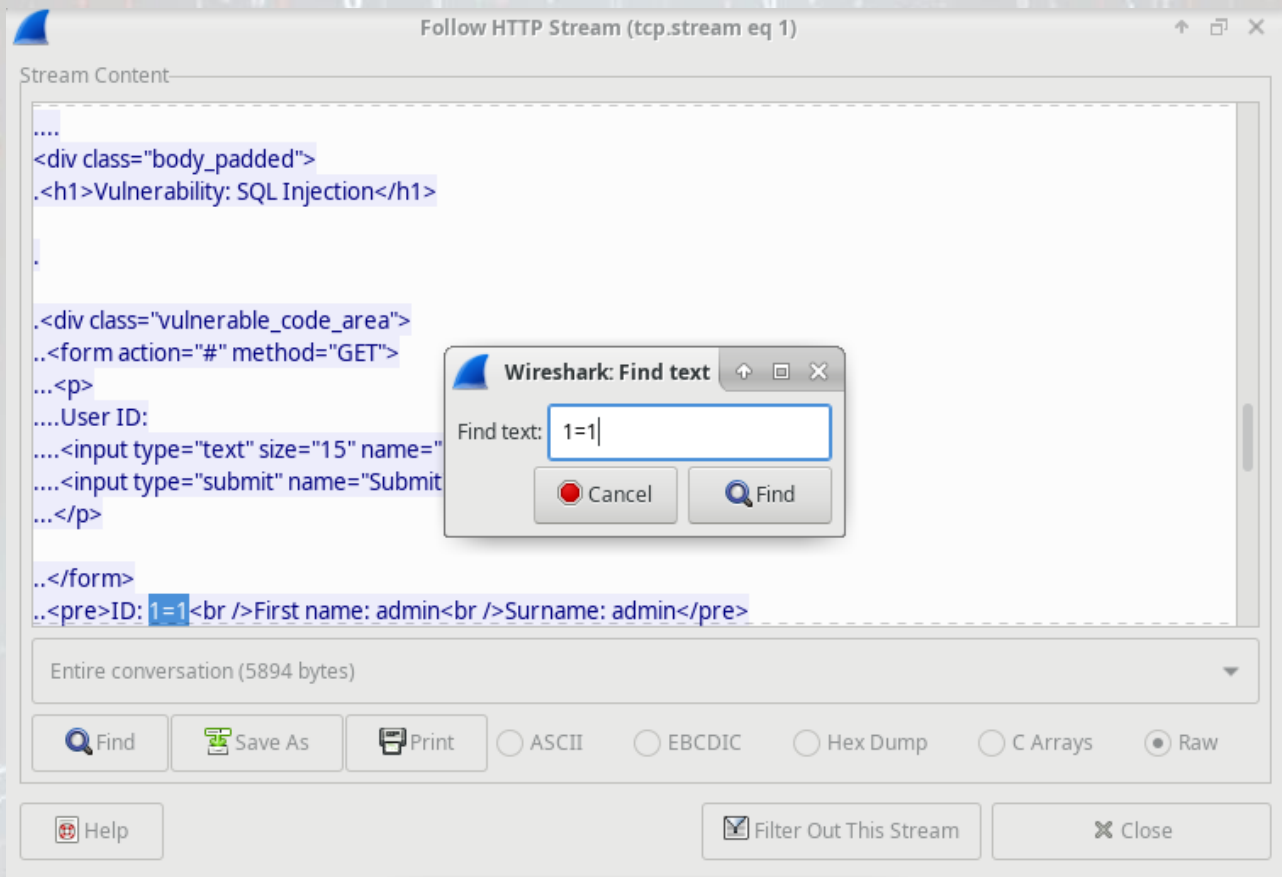 Follow HTTP Stream (tcp.stream eq 1)
Stream Content
....
<div class="body_padded">
.<h1>Vulnerability: SQL Injection</h1>
.
.<div class="vulnerable_code_area">
..<form action="#" method="GET">
...<p>
....User ID:
....<input type="text" size="15" name="
....<input type="submit" name="Submit
...</p>
..</form>
..<pre>ID: 1=1<br />First name: admin<br />Surname: admin</pre>
Wireshark: Find text
Find text: 1=1
Cancel Find
Entire conversation (5894 bytes)
Find Save As Print ASCII EBCDIC Hex Dump C Arrays Raw
Help Filter Out This Stream Close